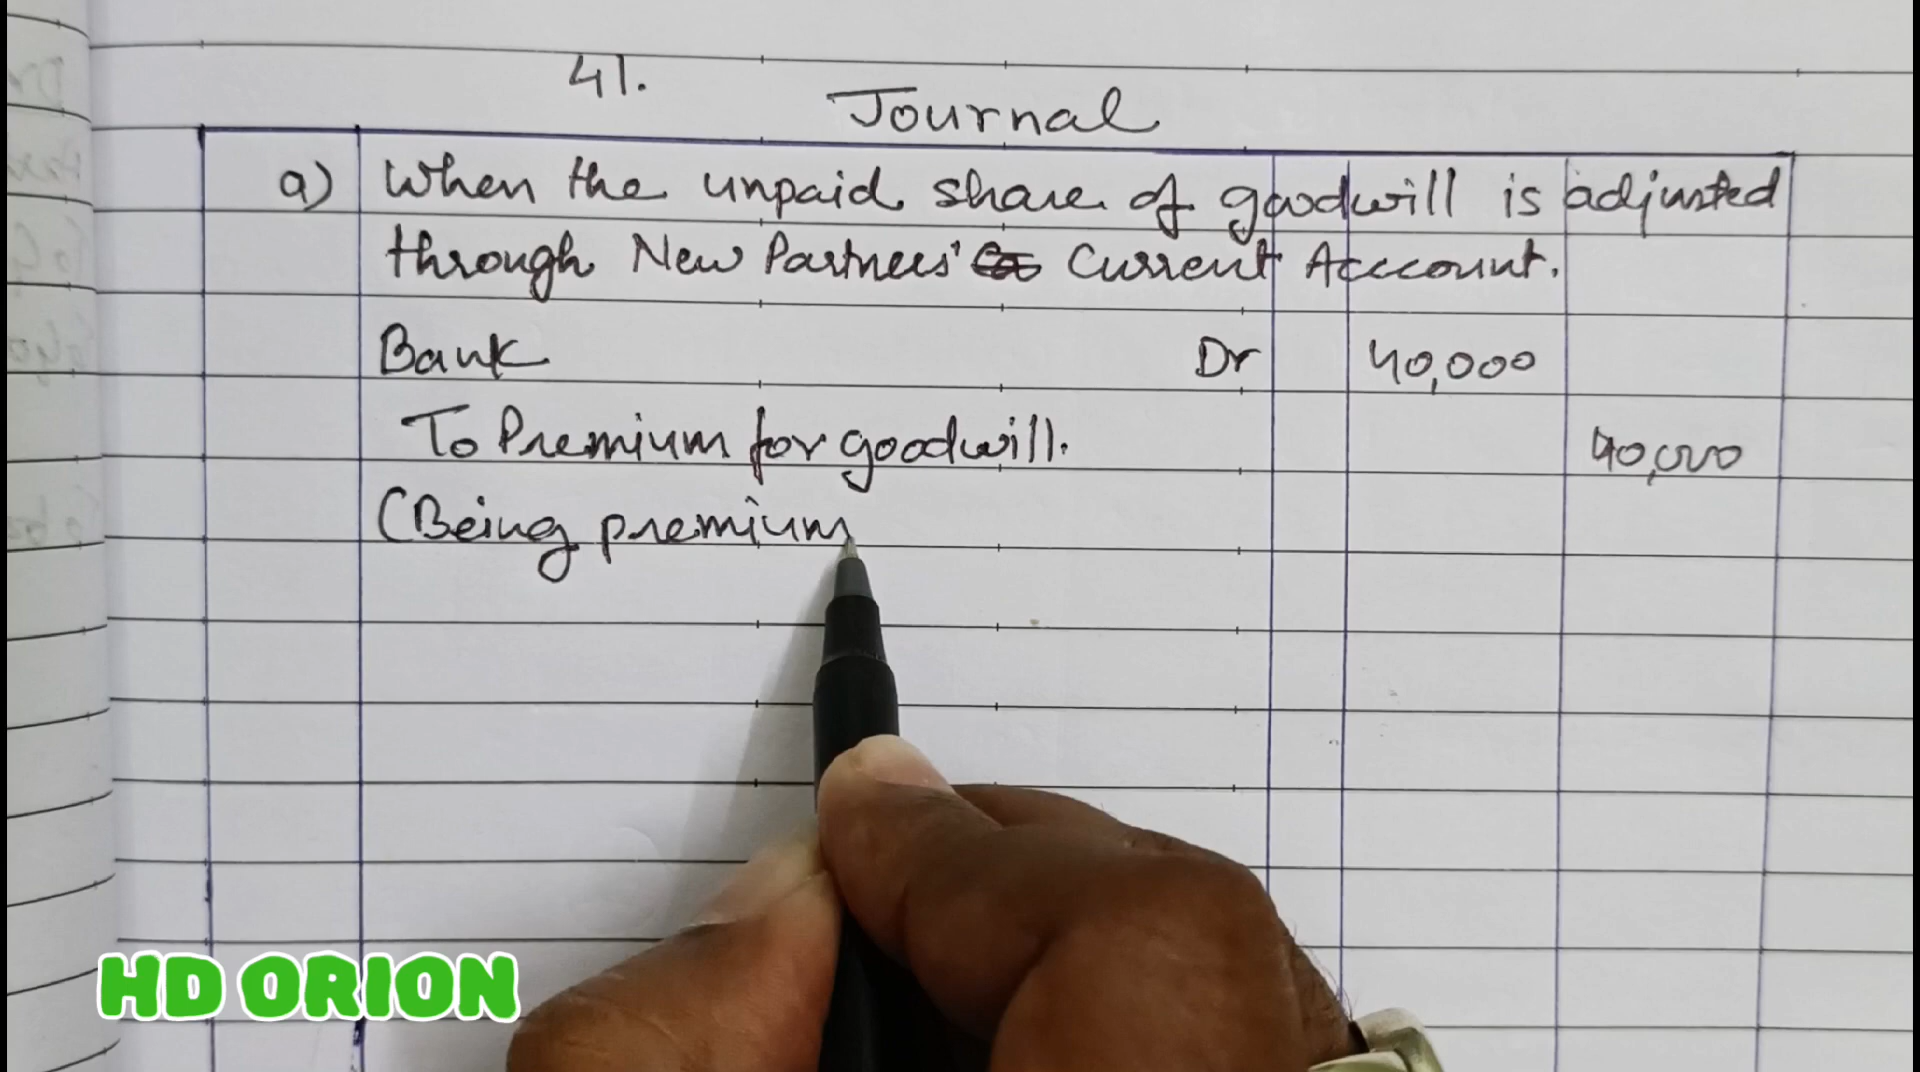 41.
Journal
a) When the unpaid share of goodwill is adjusted
through New Partners' Current Acccount.
Bank Dr 40,000
To Premium for goodwill. 40,000
(Being premium
HD ORION